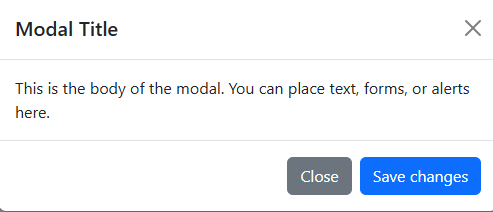 Modal Title
This is the body of the modal. You can place text, forms, or alerts
here.
Close
Save changes